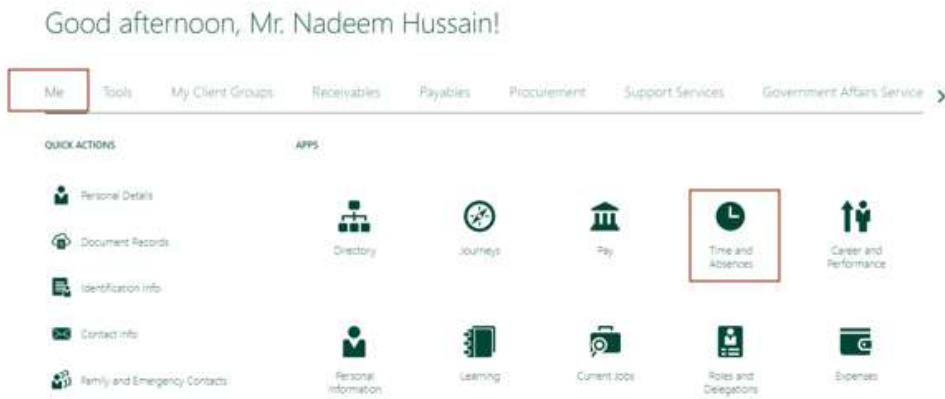 Good afternoon, Mr. Nadeem Hussain!
Me Tools My Client Groups Receivables Payables Procurement Support Services Government Affairs Service
QUICK ACTIONS
Personal Details
Document Records
Identification Info
Contact Info
Family and Emergency Contacts
APPS
Directory
Journeys
Pay
Time and
Absences
Career and
Performance
Personal
Information
Learning
Current Jobs
Roles and
Delegations
Expenses